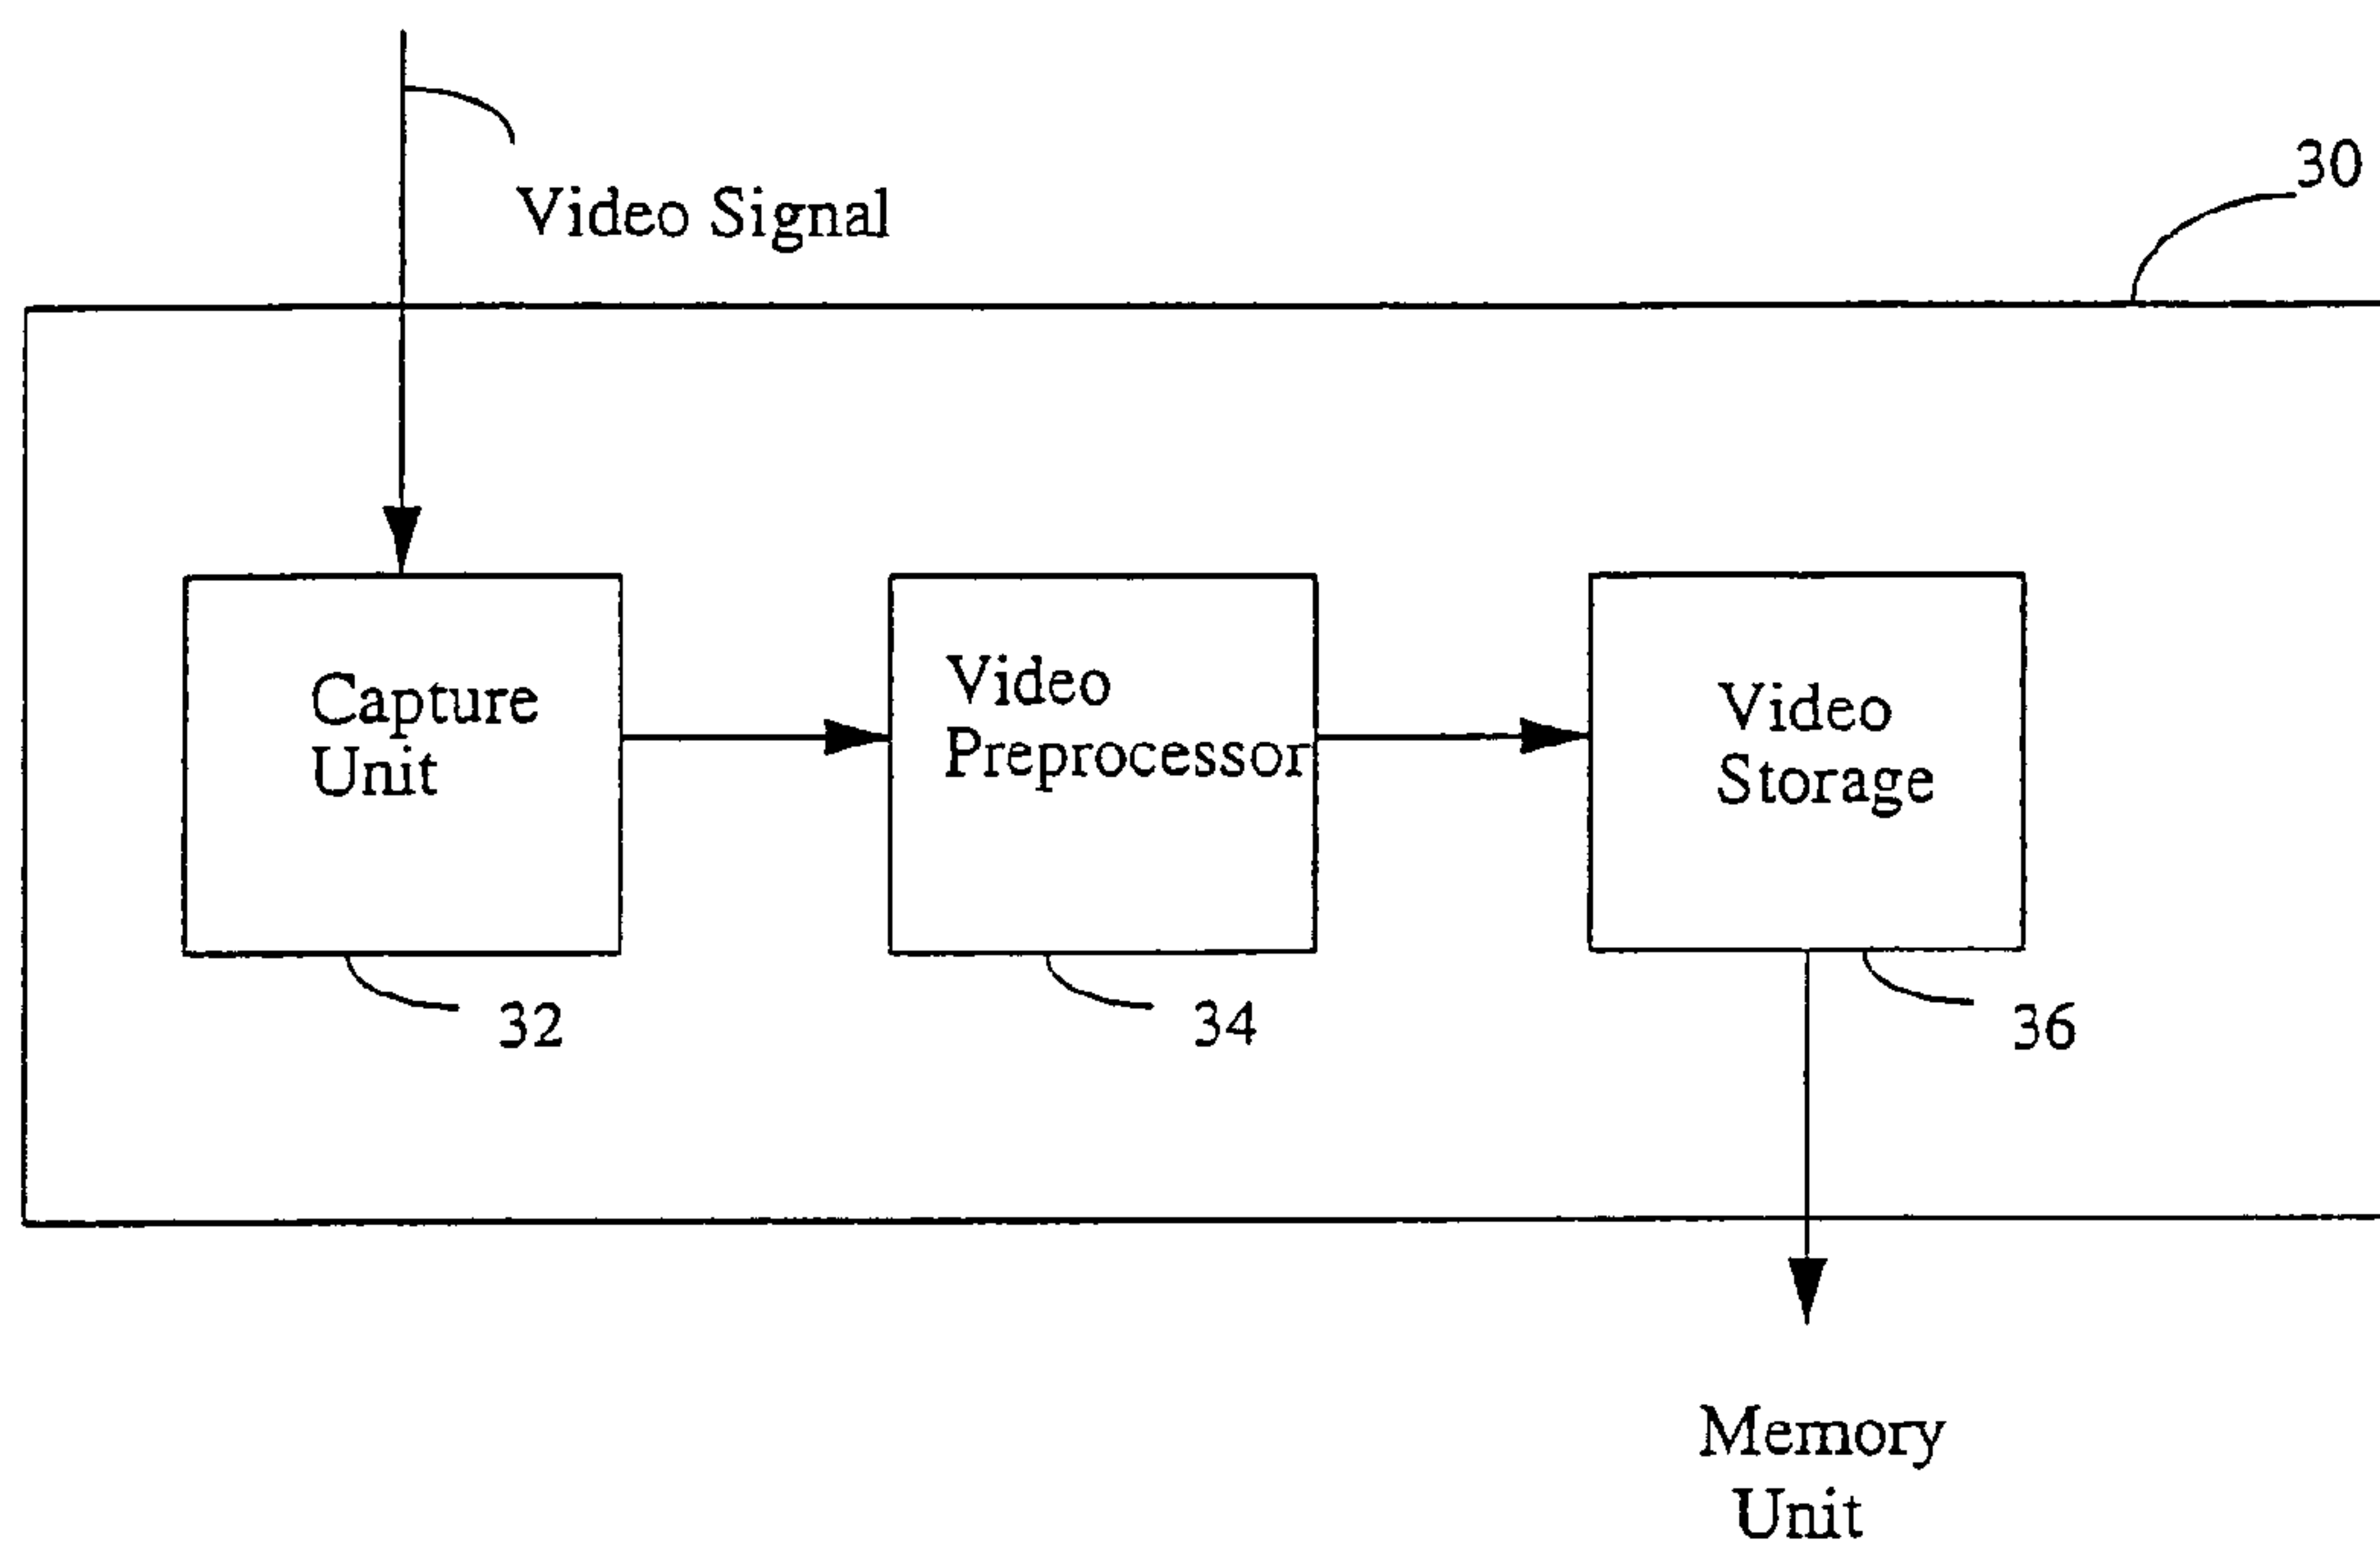 30
Video Signal
Capture
Unit
Video
Preprocessor
Video
Storage
32
34
36
Memory
Unit